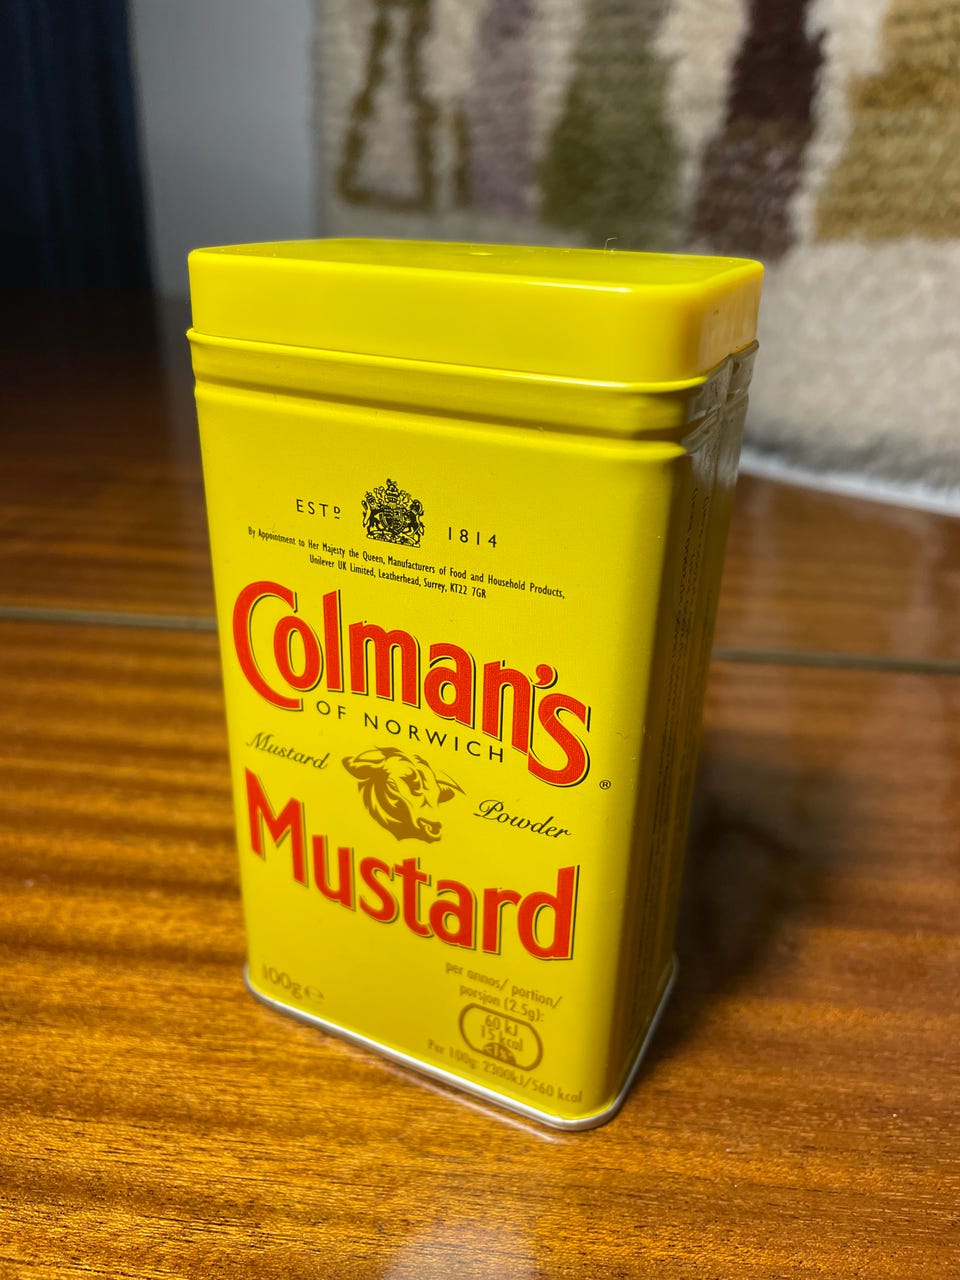 ESTD 1814
By Appointment to Her Majesty the Queen, Manufacturers of Food and Household Products,
Unilever UK Limited, Leatherhead, Surrey, KT22 7GR
Colman's
OF NORWICH
®
Mustard Powder
Mustard
100g℮
per annos/ portion/
porsjon (2.5g):
60 kJ
15 kcal
<1%
Per 100g: 2300kJ/560 kcal